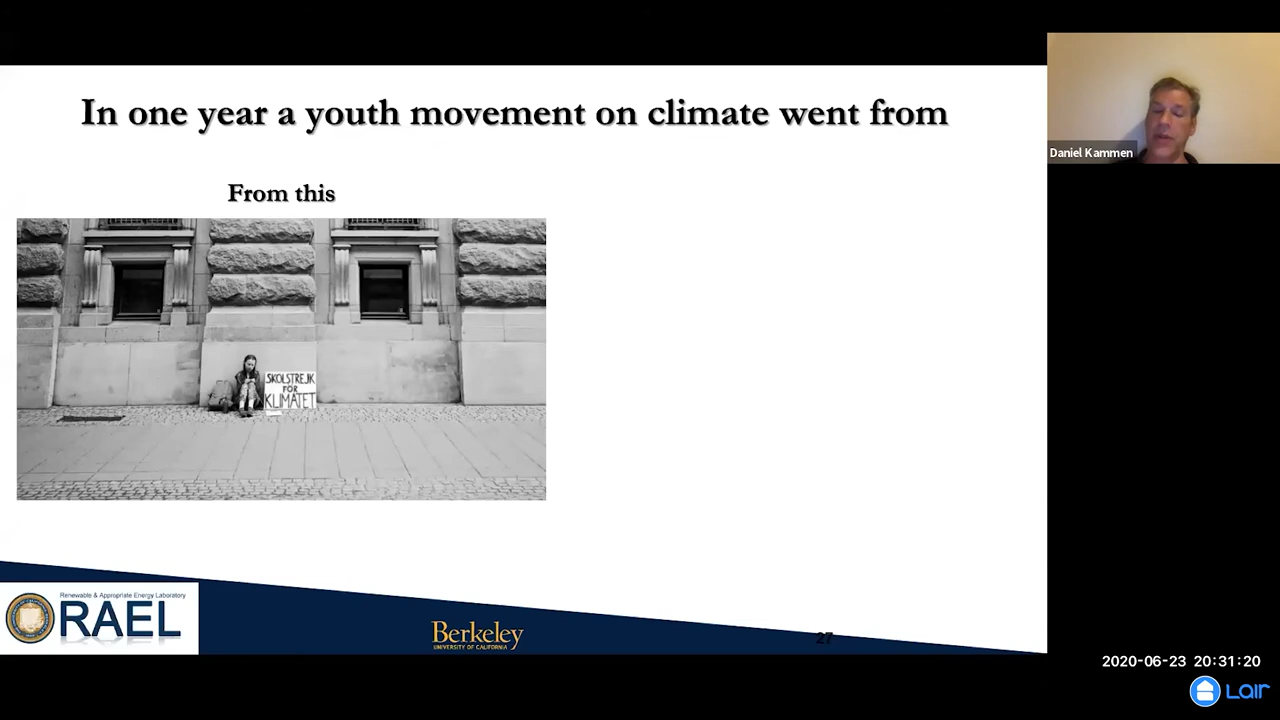 In one year a youth movement on climate went from
Daniel Kammen
From this
SKOLSTREJK
FÖR
KLIMATET
Renewable & Appropriate Energy Laboratory
RAEL
Berkeley
UNIVERSITY OF CALIFORNIA
27
2020-06-23 20:31:20
Lair